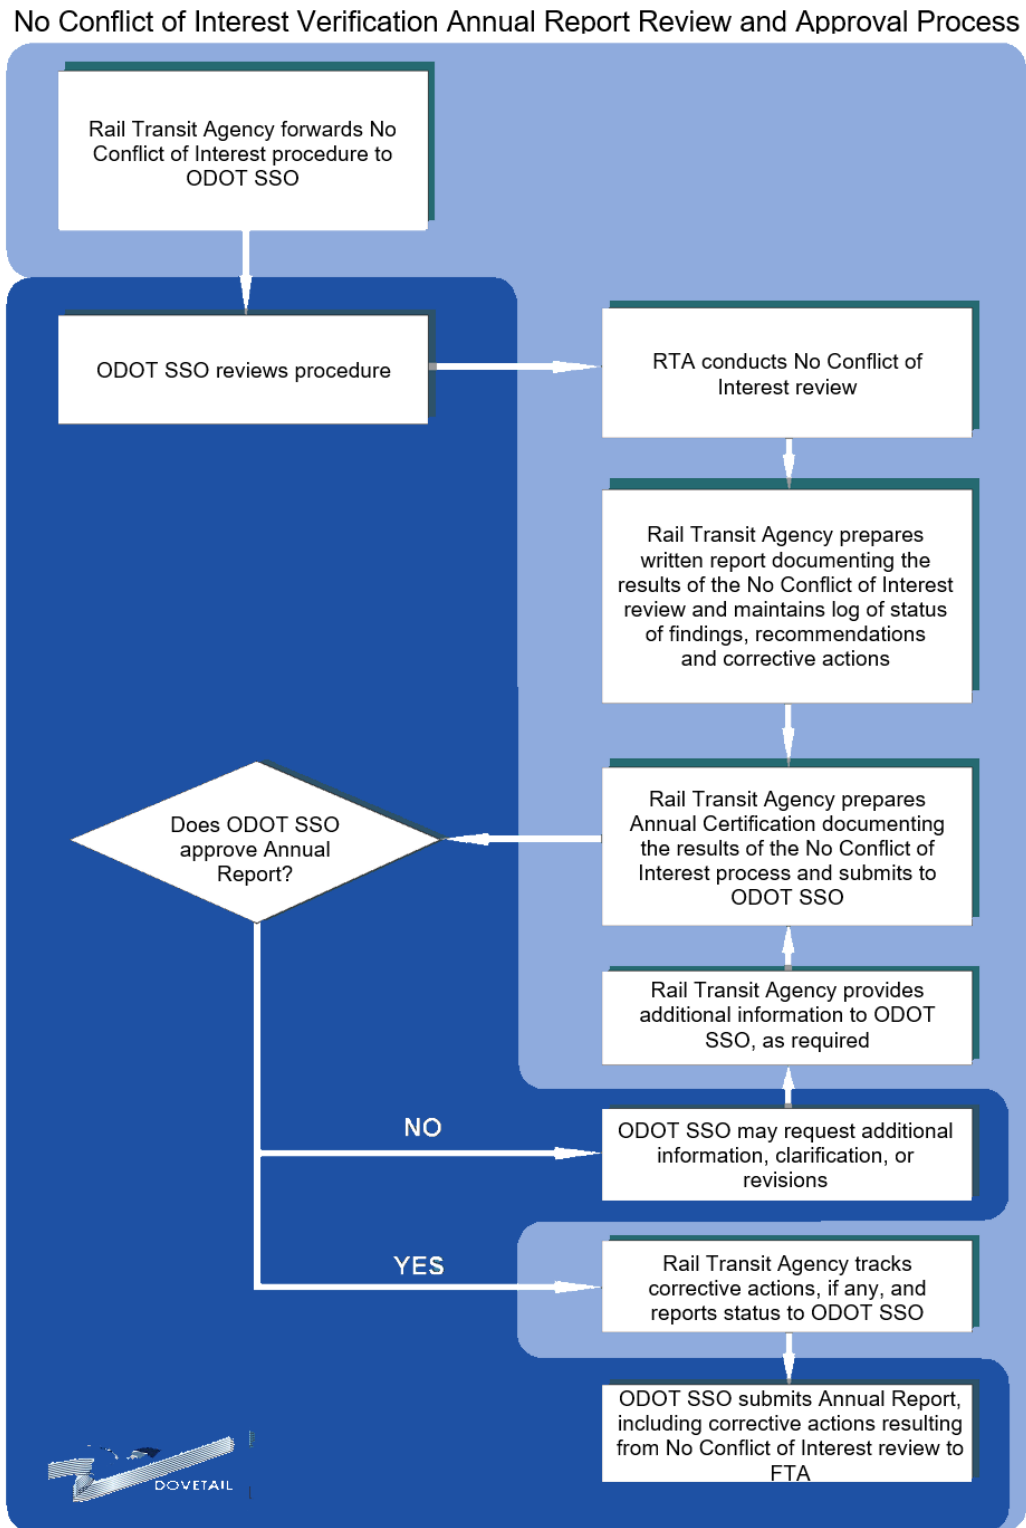 No Conflict of Interest Verification Annual Report Review and Approval Process
Rail Transit Agency forwards No
Conflict of Interest procedure to
ODOT SSO
ODOT SSO reviews procedure
RTA conducts No Conflict of
Interest review
Rail Transit Agency prepares
written report documenting the
results of the No Conflict of Interest
review and maintains log of status
of findings, recommendations
and corrective actions
Rail Transit Agency prepares
Annual Certification documenting
the results of the No Conflict of
Interest process and submits to
ODOT SSO
Does ODOT SSO
approve Annual
Report?
Rail Transit Agency provides
additional information to ODOT
SSO, as required
NO
ODOT SSO may request additional
information, clarification, or
revisions
YES
Rail Transit Agency tracks
corrective actions, if any, and
reports status to ODOT SSO
ODOT SSO submits Annual Report,
including corrective actions resulting
from No Conflict of Interest review to
FTA
DOVETAIL